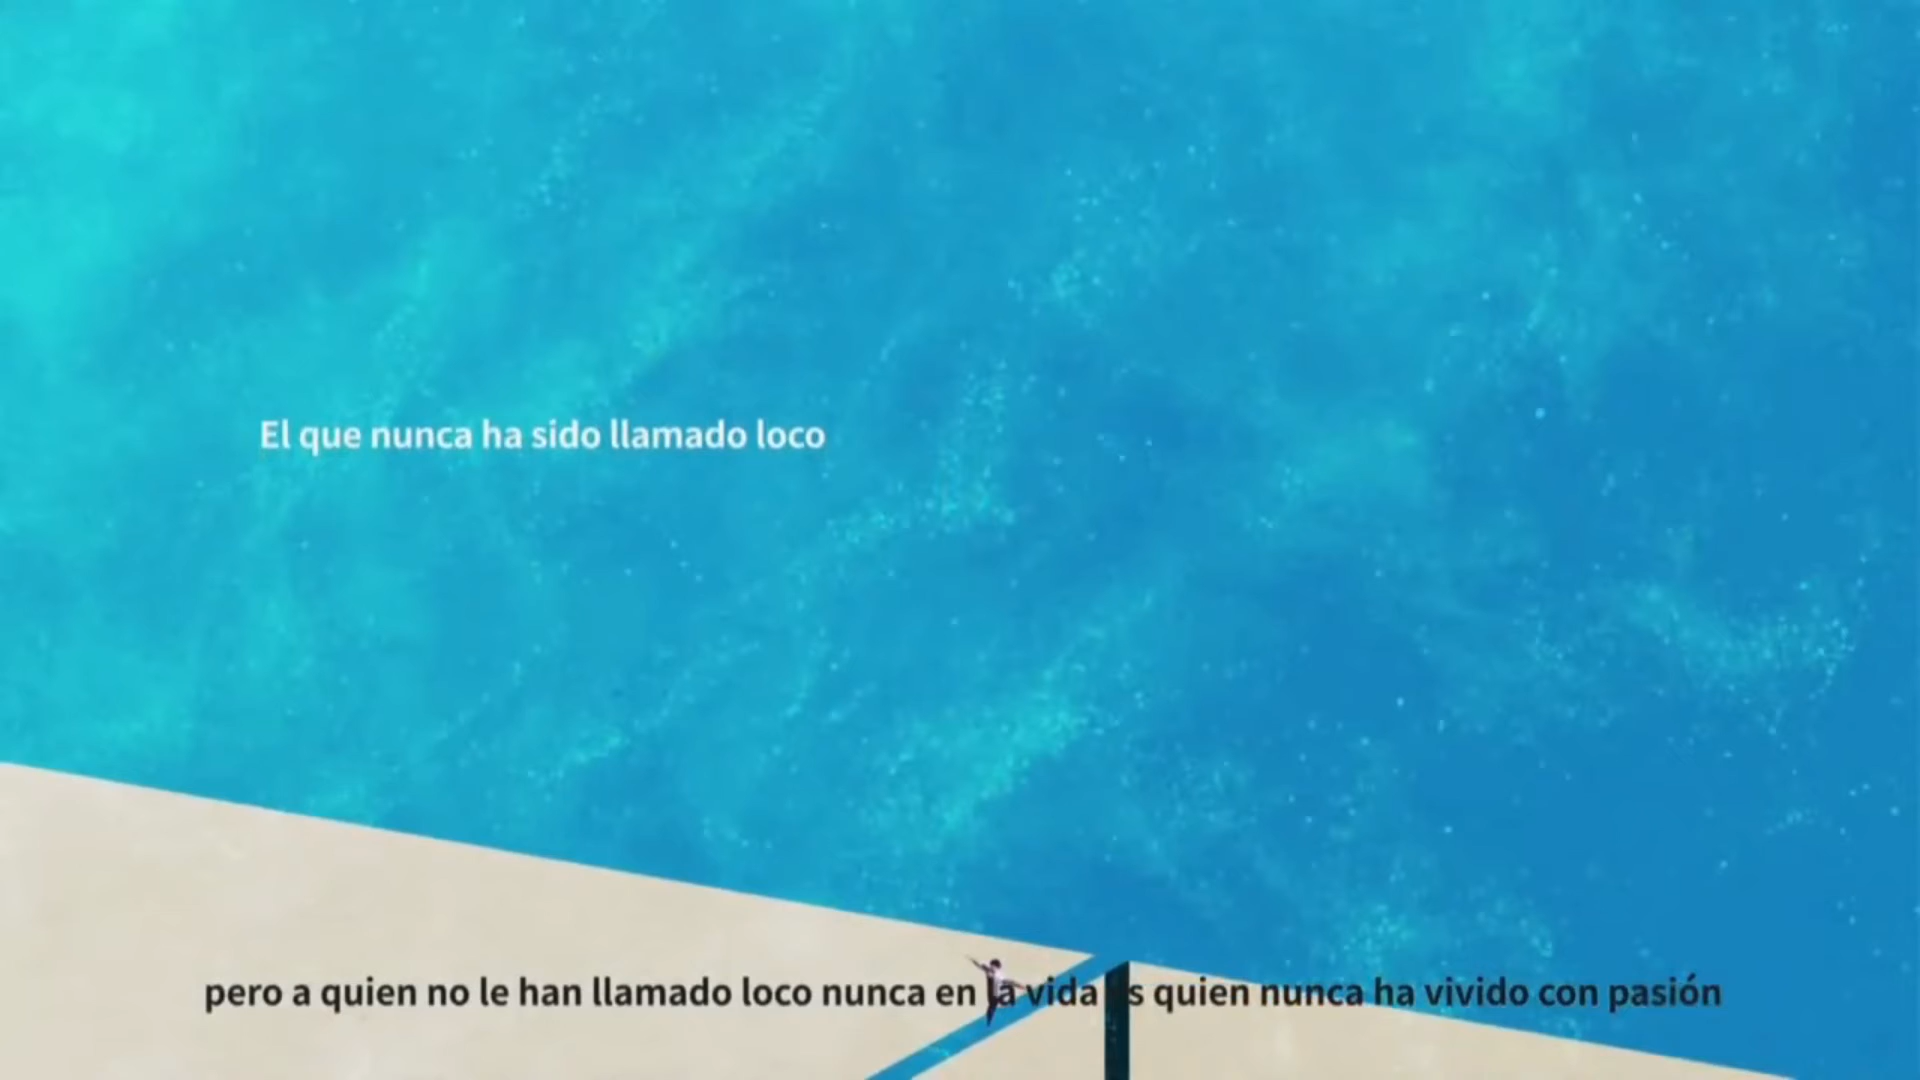 El que nunca ha sido llamado loco
pero a quien no le han llamado loco nunca en la vida es quien nunca ha vivido con pasión